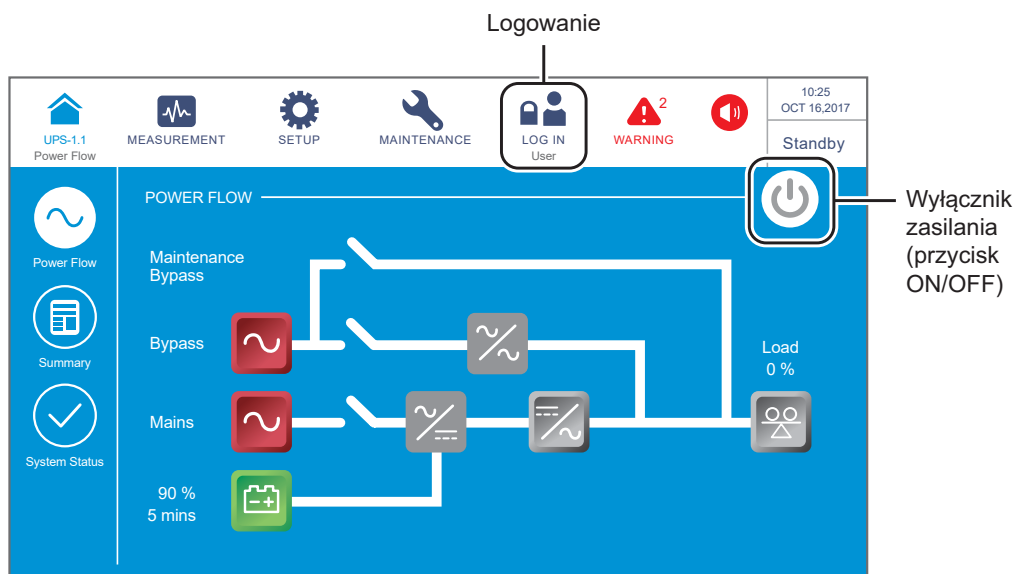 Logowanie
10:25
OCT 16,2017
2
UPS-1.1
MEASUREMENT
SETUP
MAINTENANCE
LOG IN
WARNING
Standby
Power Flow
User
POWER FLOW
Wyłącznik
zasilania
(przycisk
ON/OFF)
Power Flow
Maintenance
Bypass
Bypass
Load
0 %
Summary
Mains
System Status
90 %
5 mins